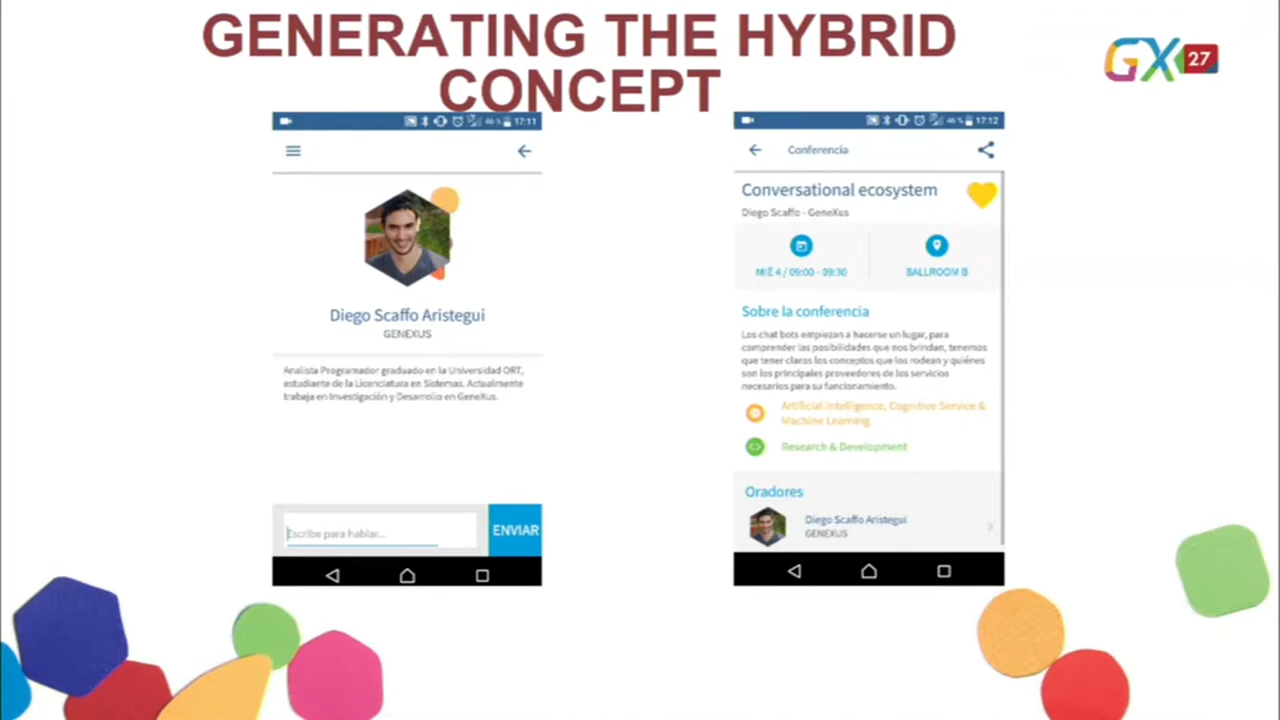 GENERATING THE HYBRID
CONCEPT
GX 27
17:11
Diego Scaffo Aristegui
GENEXUS
Analista Programador graduado en la Universidad ORT,
estudiante de la Licenciatura en Sistemas. Actualmente
trabaja en Investigación y Desarrollo en GeneXus.
Escribe para hablar...
ENVIAR
46 % 17:12
Conferencia
Conversational ecosystem
Diego Scaffo - GeneXus
MIÉ 4 / 09:00 - 09:30
BALLROOM B
Sobre la conferencia
Los chat bots empiezan a hacerse un lugar, para
comprender las posibilidades que nos brindan, tenemos
que tener claros los conceptos que los rodean y quiénes
son los principales proveedores de los servicios
necesarios para su funcionamiento.
Artificial Intelligence, Cognitive Service &
Machine Learning
Research & Development
Oradores
Diego Scaffo Aristegui
GENEXUS